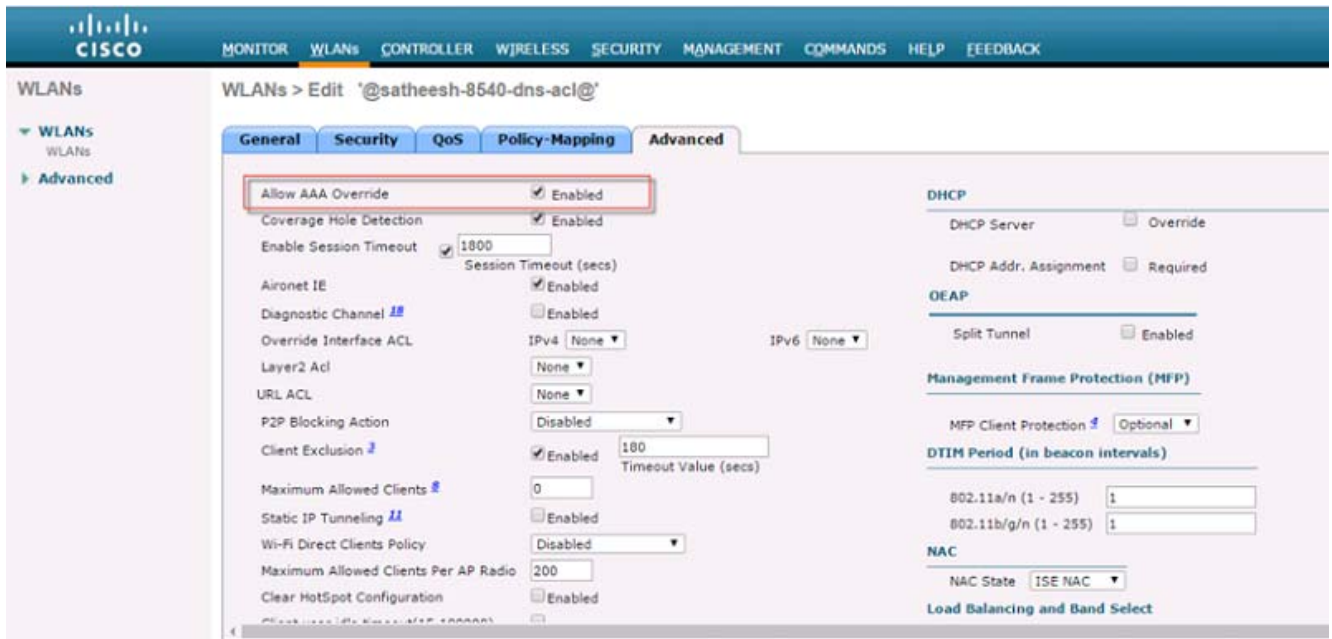 CISCO
MONITOR WLANs CONTROLLER WIRELESS SECURITY MANAGEMENT COMMANDS HELP FEEDBACK
WLANs
WLANs
WLANs
Advanced
WLANs > Edit '@satheesh-8540-dns-acl@'
General Security QoS Policy-Mapping Advanced
Allow AAA Override Enabled
Coverage Hole Detection Enabled
Enable Session Timeout 1800
Session Timeout (secs)
Aironet IE Enabled
Diagnostic Channel 18 Enabled
Override Interface ACL IPv4 None IPv6 None
Layer2 Acl None
URL ACL None
P2P Blocking Action Disabled
Client Exclusion 3 Enabled 180
Timeout Value (secs)
Maximum Allowed Clients 8 0
Static IP Tunneling 11 Enabled
Wi-Fi Direct Clients Policy Disabled
Maximum Allowed Clients Per AP Radio 200
Clear HotSpot Configuration Enabled
DHCP
DHCP Server Override
DHCP Addr. Assignment Required
OEAP
Split Tunnel Enabled
Management Frame Protection (MFP)
MFP Client Protection 4 Optional
DTIM Period (in beacon intervals)
802.11a/n (1 - 255) 1
802.11b/g/n (1 - 255) 1
NAC
NAC State ISE NAC
Load Balancing and Band Select